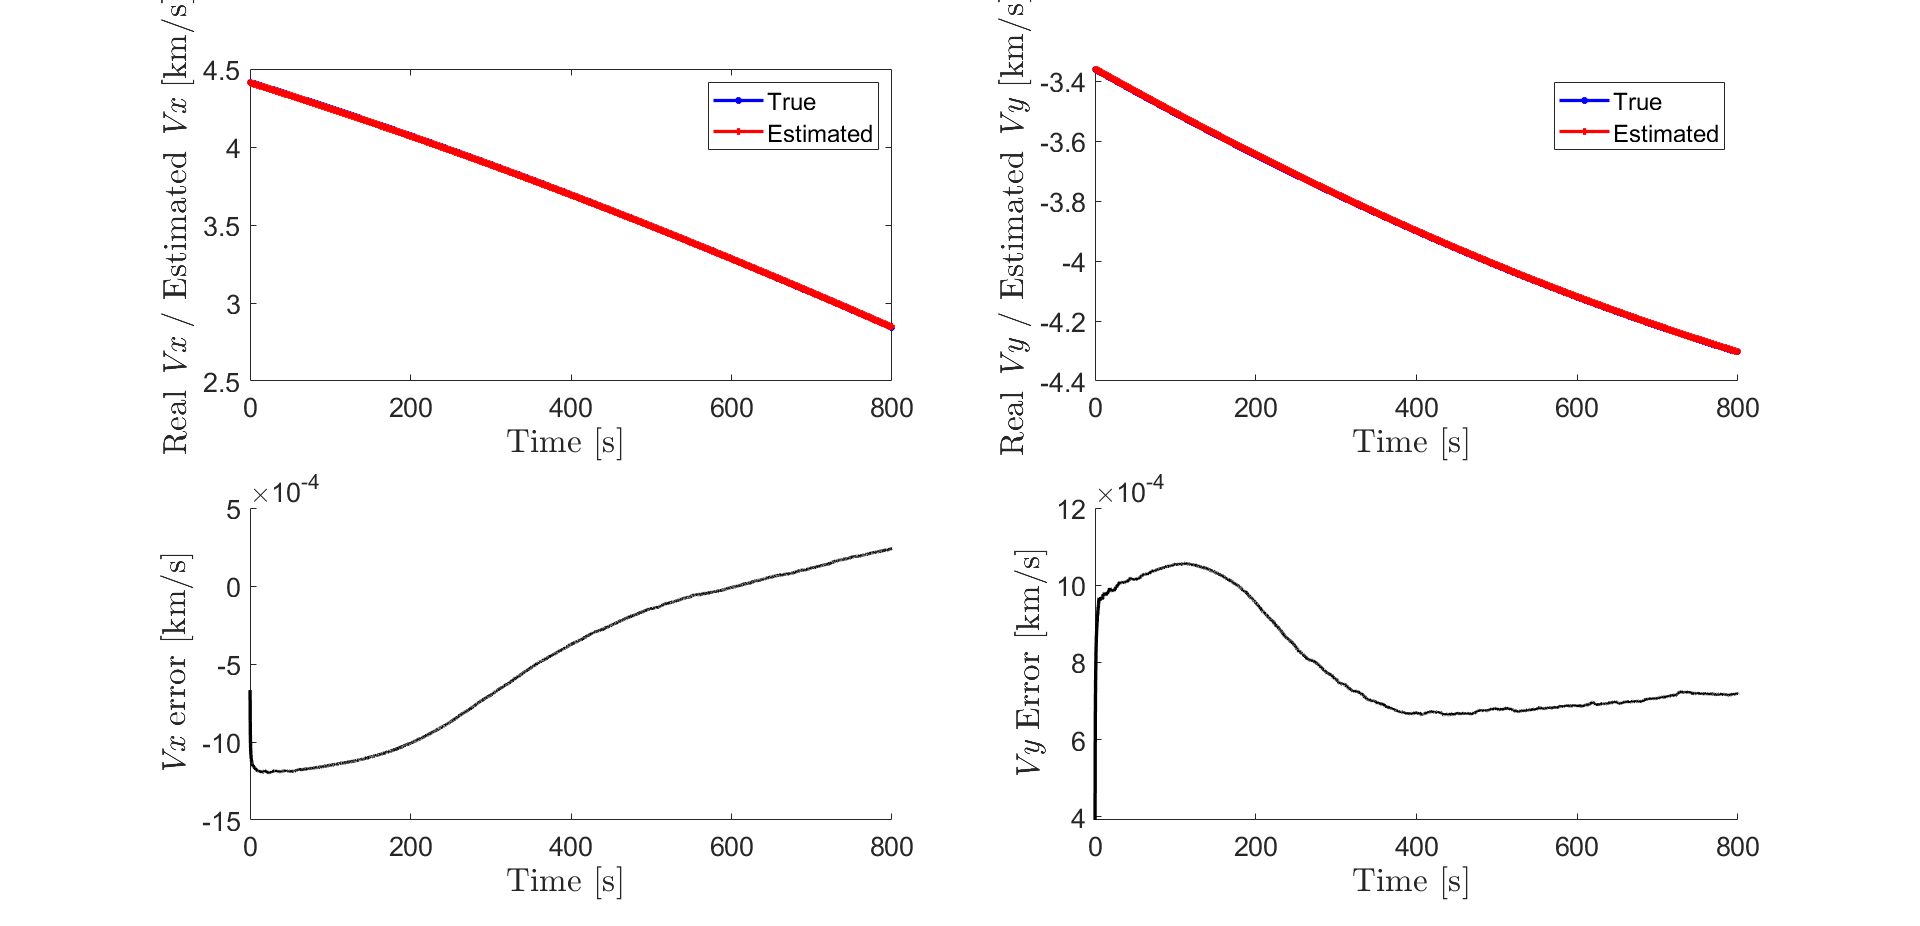 Real Vx / Estimated Vx [km/s]
4.5
4
3.5
3
2.5
True
Estimated
0 200 400 600 800
Time [s]
Real Vy / Estimated Vy [km/s]
-3.4
-3.6
-3.8
-4
-4.2
-4.4
True
Estimated
0 200 400 600 800
Time [s]
Vx error [km/s]
×10-4
5
0
-5
-10
-15
0 200 400 600 800
Time [s]
Vy Error [km/s]
×10-4
12
10
8
6
4
0 200 400 600 800
Time [s]